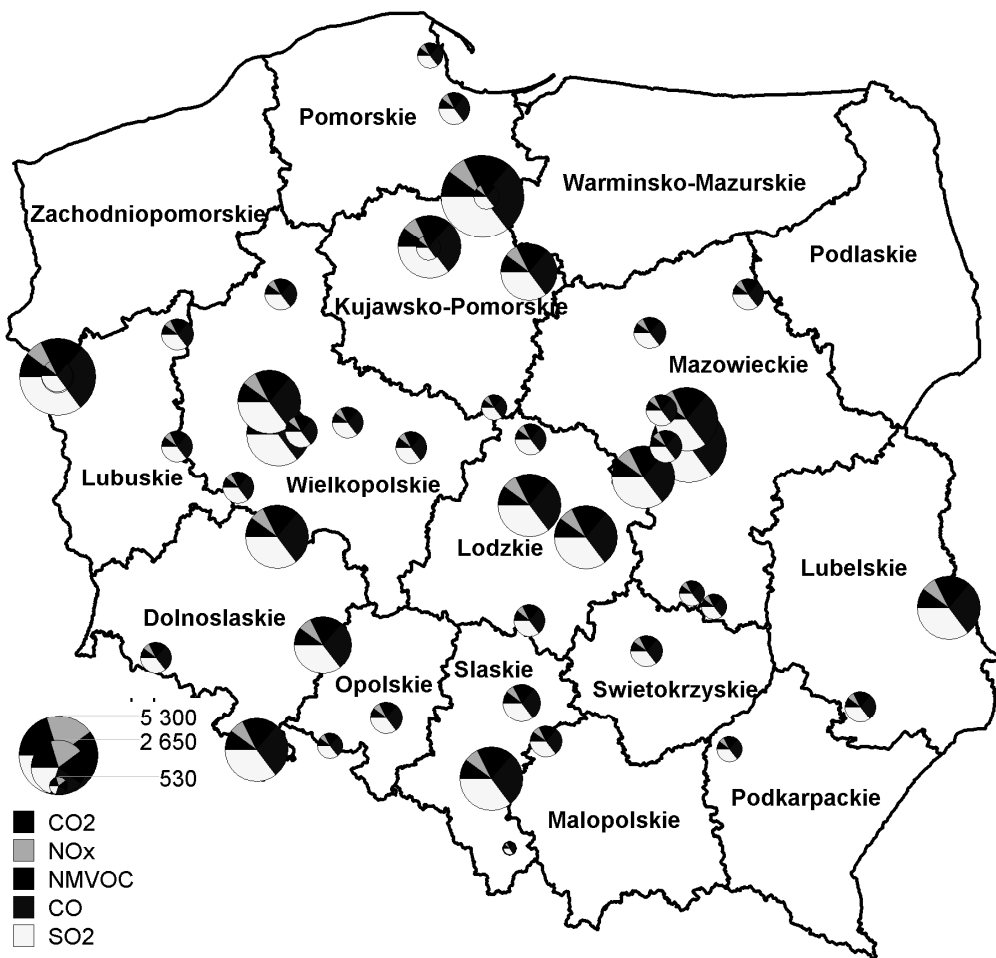 Pomorskie
Warminsko-Mazurskie
Zachodniopomorskie
Podlaskie
Kujawsko-Pomorskie
Mazowieckie
Lubuskie
Wielkopolskie
Lodzkie
Lubelskie
Dolnoslaskie
Slaskie
Opolskie
Swietokrzyskie
Podkarpackie
Malopolskie
5 300
2 650
530
CO2
NOx
NMVOC
CO
SO2